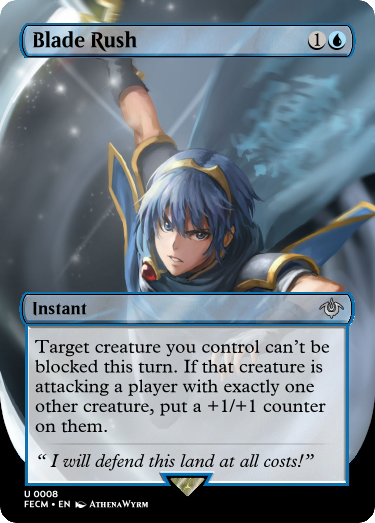 Blade Rush 1
Instant
Target creature you control can't be
blocked this turn. If that creature is
attacking a player with exactly one
other creature, put a +1/+1 counter
on them.
“ I will defend this land at all costs!”
U 0008
FECM • EN AthenaWyrm